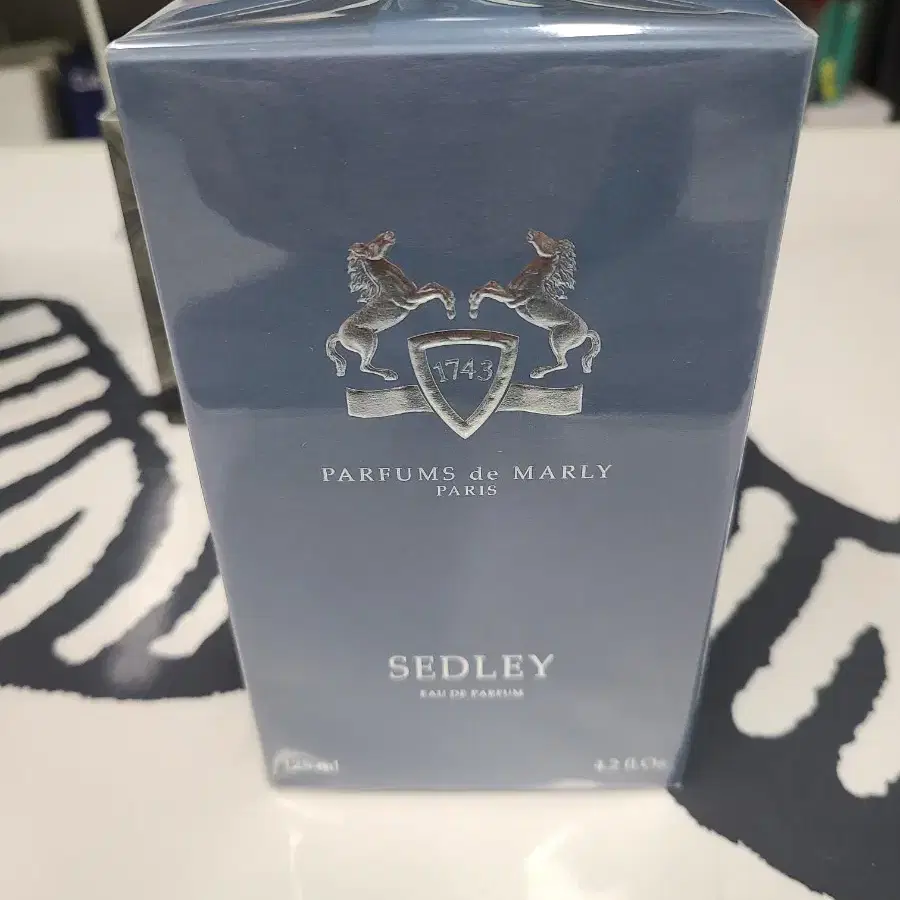 1743
PARFUMS de MARLY
PARIS
SEDLEY
EAU DE PARFUM
125 ml
4.2 fl.Oz